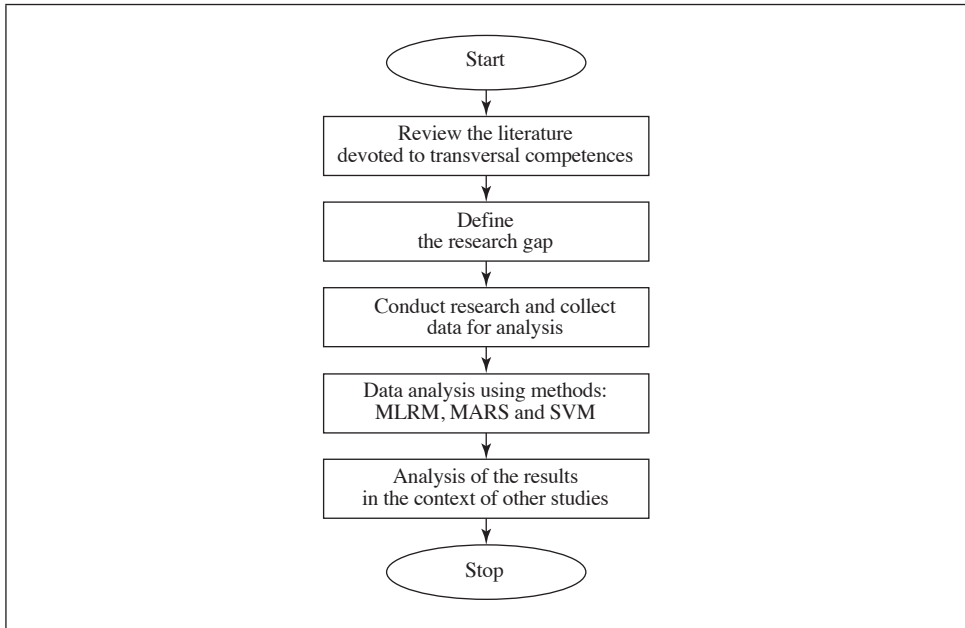 Start
Review the literature
devoted to transversal competences
Define
the research gap
Conduct research and collect
data for analysis
Data analysis using methods:
MLRM, MARS and SVM
Analysis of the results
in the context of other studies
Stop